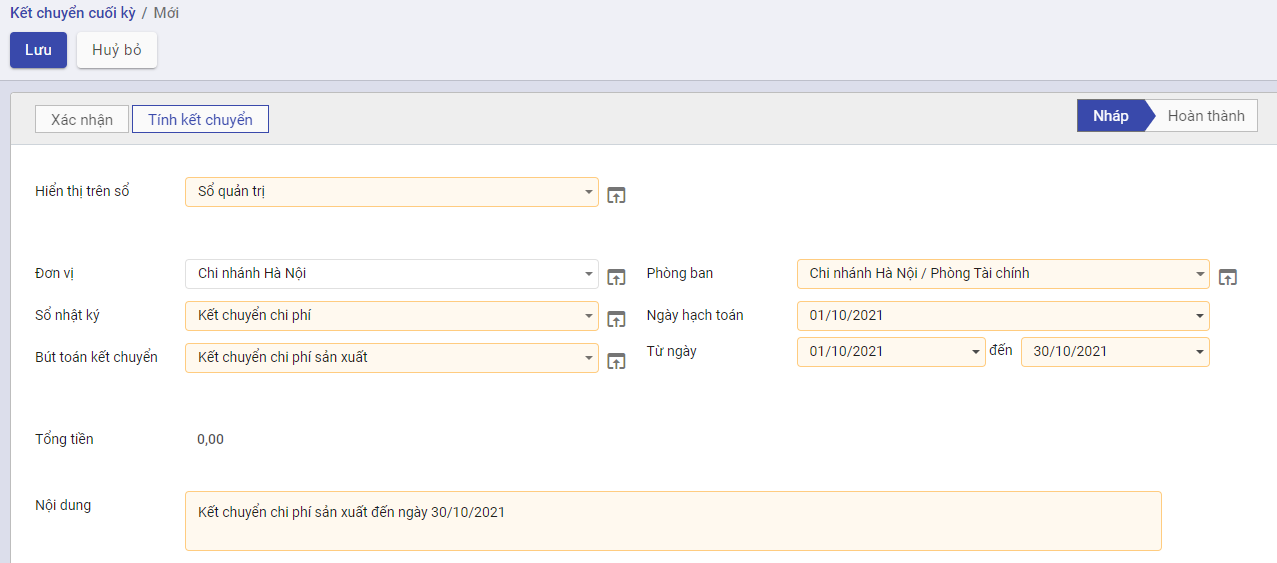 Kết chuyển cuối kỳ / Mới
Lưu Huỷ bỏ
Xác nhận Tính kết chuyển Nháp Hoàn thành
Hiển thị trên sổ Sổ quản trị
Đơn vị Chi nhánh Hà Nội Phòng ban Chi nhánh Hà Nội / Phòng Tài chính
Sổ nhật ký Kết chuyển chi phí Ngày hạch toán 01/10/2021
Bút toán kết chuyển Kết chuyển chi phí sản xuất Từ ngày 01/10/2021 đến 30/10/2021
Tổng tiền 0,00
Nội dung Kết chuyển chi phí sản xuất đến ngày 30/10/2021